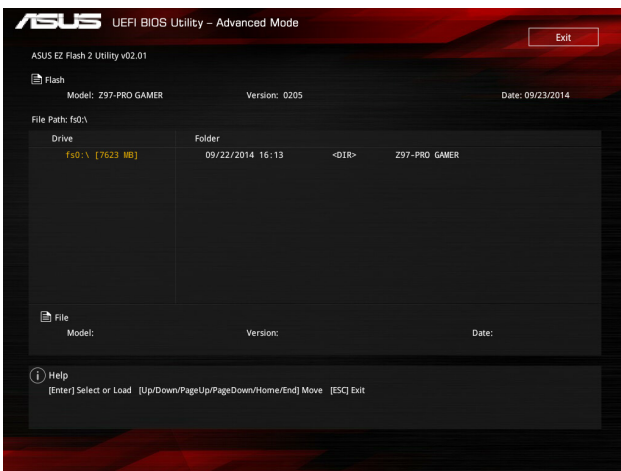 ASUS UEFI BIOS Utility – Advanced Mode
Exit
ASUS EZ Flash 2 Utility v02.01
Flash
Model: Z97-PRO GAMER Version: 0205 Date: 09/23/2014
File Path: fs0:\
Drive Folder
fs0:\ [7623 MB] 09/22/2014 16:13 <DIR> Z97-PRO GAMER
File
Model: Version: Date:
i Help
[Enter] Select or Load [Up/Down/PageUp/PageDown/Home/End] Move [ESC] Exit